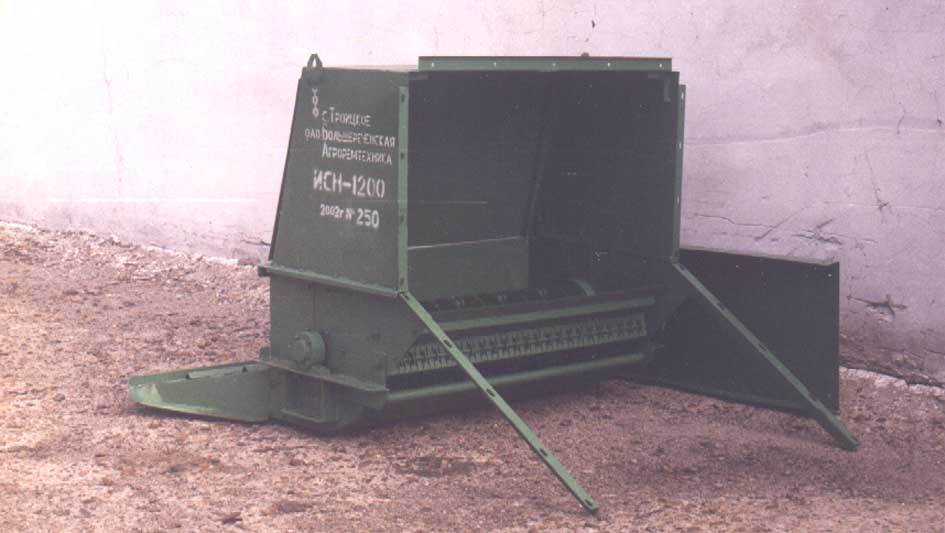 с Троицкое
ОАО Большереченская
Агроремтехника
ИСН-1200
2002г № 250